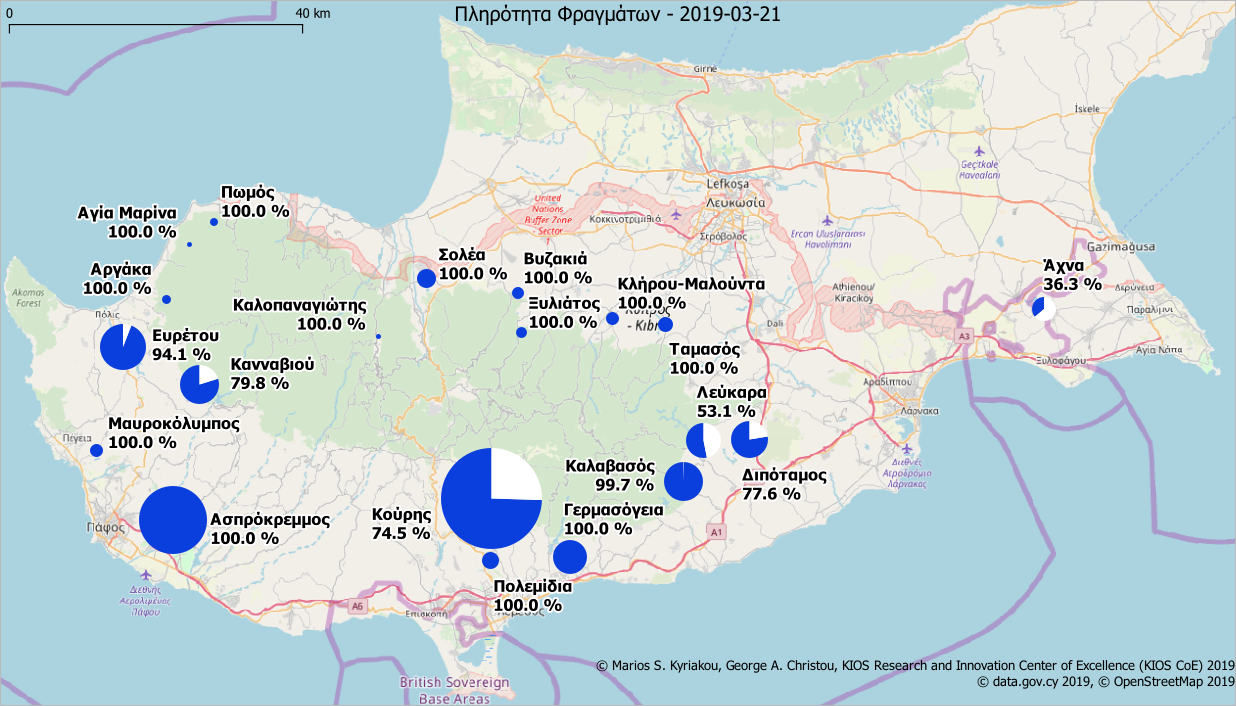 0 40 km
Πληρότητα Φραγμάτων - 2019-03-21
Girne
İskele
Geçitkale
Havaalanı
Lefkoşa
Λευκωσία
Πωμός
100.0 %
United
Nations
Buffer Zone
- Sector
Κοκκινοτριμιθιά
Αγία Μαρίνα
100.0 %
Στρόβολος
Ercan Uluslararası
Havolimanı
Gazimağusa
Σολέα
100.0 %
Βυζακιά
100.0 %
Άχνα
36.3 %
Αργάκα
100.0 %
Κλήρου-Μαλούντα
100.0 %
Akamas
Forest
Athienou/
Kiracıköy
Δερύνεια
Καλοπαναγιώτης
100.0 %
Ξυλιάτος
100.0 %
Κύπρος
- Kıbrıs
Παραλίμνι
Πόλις
Dali
A3
Ευρέτου
94.1 %
Ταμασός
100.0 %
Αγία Νάπα
Ξυλοφάγου
Κανναβιού
79.8 %
Αραδίππου
Λεύκαρα
53.1 %
Λάρνακα
Μαυροκόλυμπος
100.0 %
Πέγεια
Καλαβασός
99.7 %
Διπόταμος
77.6 %
Διεθνές
Αεροδρόμιο
Λάρνακας
Κούρης
74.5 %
Γερμασόγεια
100.0 %
Ασπρόκρεμμος
100.0 %
Πάφος
A1
Πολεμίδια
100.0 %
Διεθνής
Αερολιμένας
Πάφου
A6
Επισκοπή
Λεμεσός
British Sovereign
Base Areas
© Marios S. Kyriakou, George A. Christou, KIOS Research and Innovation Center of Excellence (KIOS CoE) 2019
© data.gov.cy 2019, © OpenStreetMap 2019